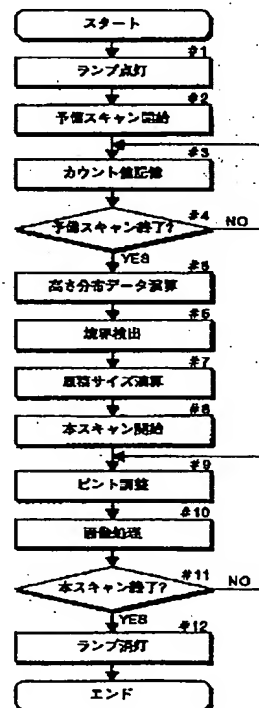 スタート
#1
ランプ点灯
#2
予備スキャン開始
#3
カウント値記憶
#4
予備スキャン終了?
NO
YES
#5
高さ分布データ演算
#6
境界検出
#7
原稿サイズ演算
#8
本スキャン開始
#9
ピント調整
#10
画像処理
#11
本スキャン終了?
NO
YES
#12
ランプ消灯
エンド